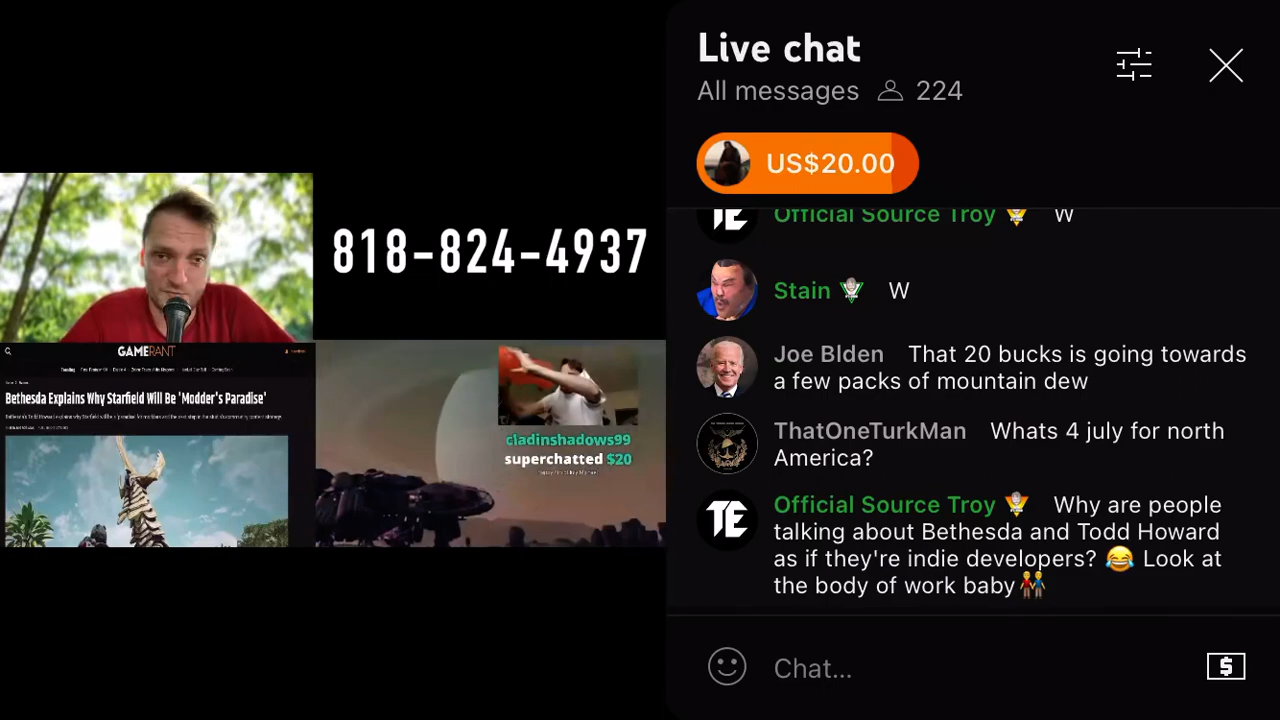 Live chat
All messages 224
US$20.00
Official Source Troy W
Stain W
Joe Blden That 20 bucks is going towards
a few packs of mountain dew
ThatOneTurkMan Whats 4 july for north
America?
Official Source Troy Why are people
talking about Bethesda and Todd Howard
as if they're indie developers? 😂 Look at
the body of work baby👬
Chat...
818-824-4937
GAMERANT
Bethesda Explains Why Starfield Will Be 'Modder's Paradise'
cladinshadows99
superchatted $20